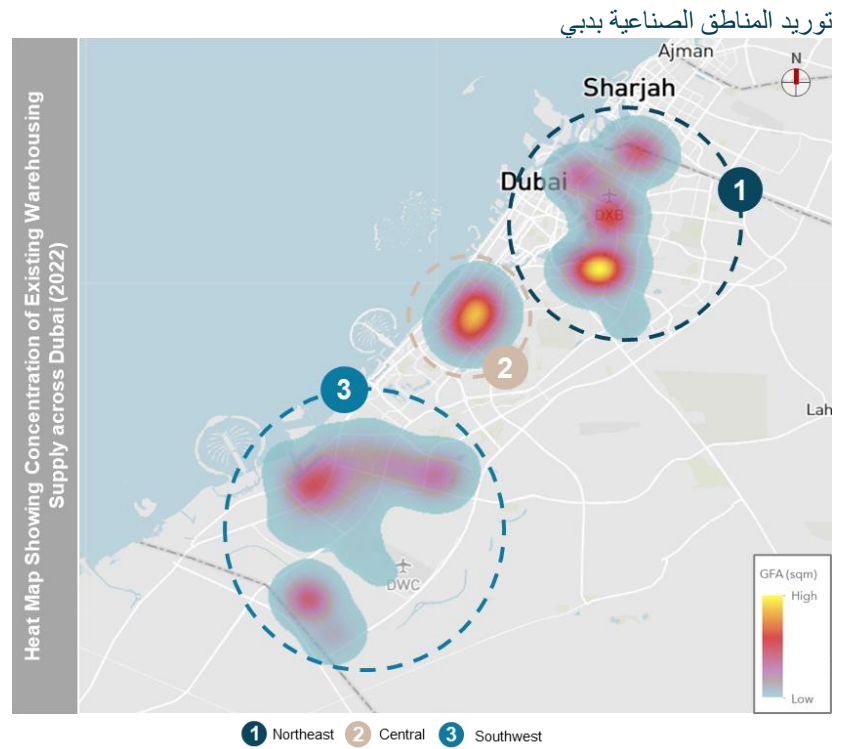 توريد المناطق الصناعية بدبي
Heat Map Showing Concentration of Existing Warehousing
Supply across Dubai (2022)
Ajman
N
Sharjah
1
Dubai
DXB
2
3
Lah
DWC
GFA (sqm)
High
Low
1 Northeast 2 Central 3 Southwest